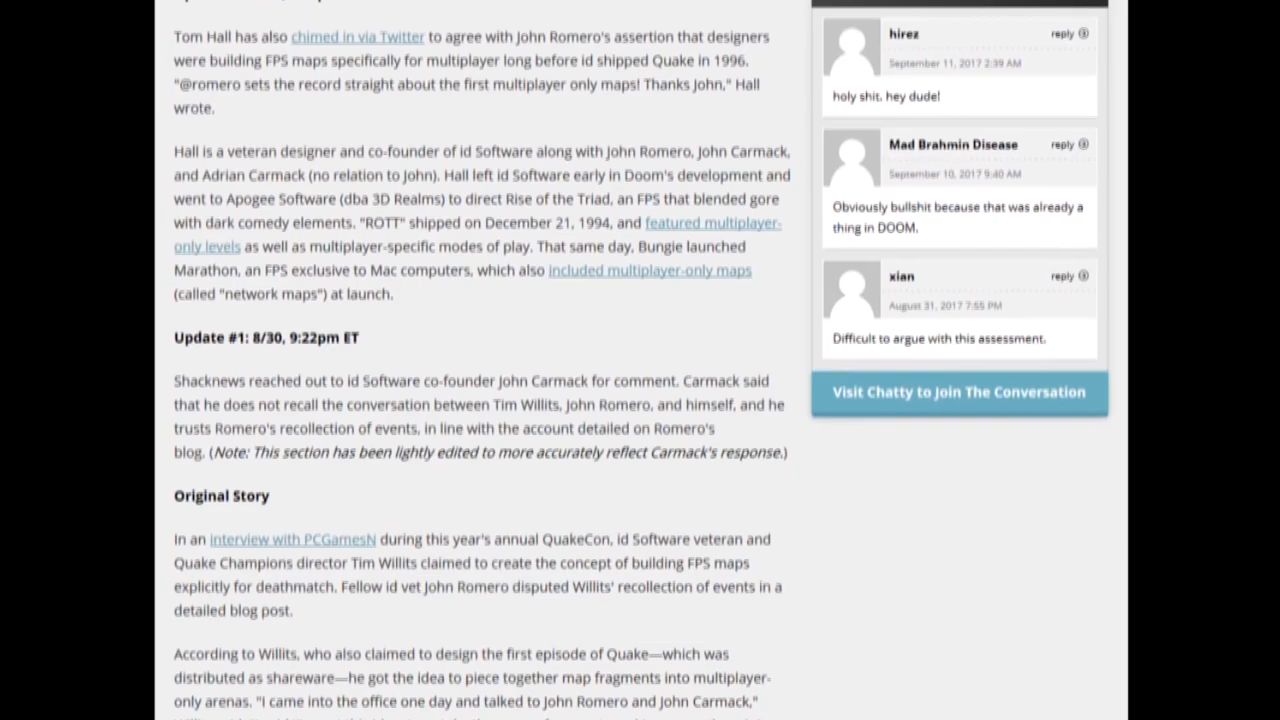 Tom Hall has also chimed in via Twitter to agree with John Romero's assertion that designers
were building FPS maps specifically for multiplayer long before id shipped Quake in 1996.
"@romero sets the record straight about the first multiplayer only maps! Thanks John," Hall
wrote.
Hall is a veteran designer and co-founder of id Software along with John Romero, John Carmack,
and Adrian Carmack (no relation to John). Hall left id Software early in Doom's development and
went to Apogee Software (dba 3D Realms) to direct Rise of the Triad, an FPS that blended gore
with dark comedy elements. "ROTT" shipped on December 21, 1994, and featured multiplayer-
only levels as well as multiplayer-specific modes of play. That same day, Bungie launched
Marathon, an FPS exclusive to Mac computers, which also included multiplayer-only maps
(called "network maps") at launch.
Update #1: 8/30, 9:22pm ET
Shacknews reached out to id Software co-founder John Carmack for comment. Carmack said
that he does not recall the conversation between Tim Willits, John Romero, and himself, and he
trusts Romero's recollection of events, in line with the account detailed on Romero's
blog. (Note: This section has been lightly edited to more accurately reflect Carmack's response.)
Original Story
In an interview with PCGamesN during this year's annual QuakeCon, id Software veteran and
Quake Champions director Tim Willits claimed to create the concept of building FPS maps
explicitly for deathmatch. Fellow id vet John Romero disputed Willits' recollection of events in a
detailed blog post.
According to Willits, who also claimed to design the first episode of Quake—which was
distributed as shareware—he got the idea to piece together map fragments into multiplayer-
only arenas. "I came into the office one day and talked to John Romero and John Carmack,"
hirez reply
September 11, 2017 2:39 AM
holy shit. hey dude!
Mad Brahmin Disease reply
September 10, 2017 9:40 AM
Obviously bullshit because that was already a
thing in DOOM.
xian reply
August 31, 2017 7:55 PM
Difficult to argue with this assessment.
Visit Chatty to Join The Conversation